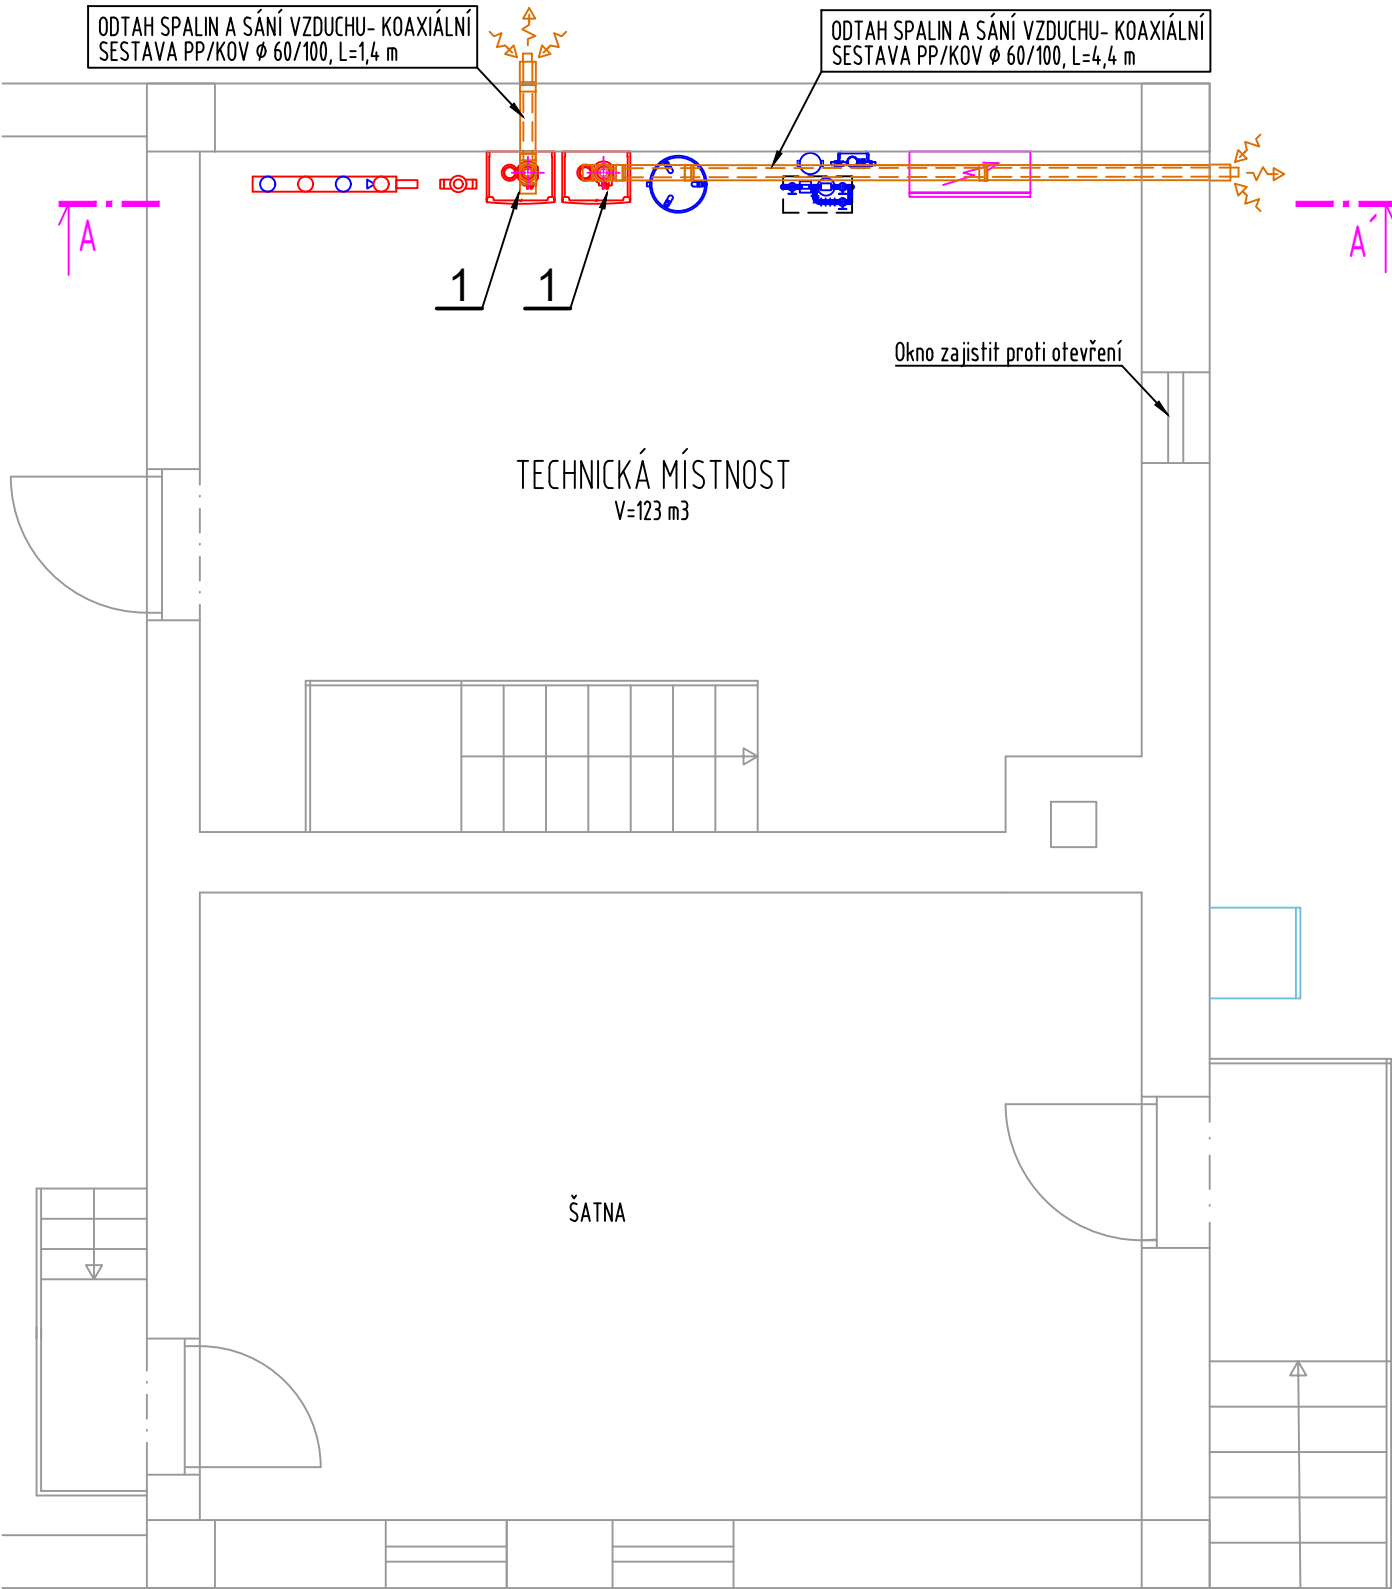 ODTAH SPALIN A SÁNÍ VZDUCHU- KOAXIÁLNÍ
SESTAVA PP/KOV ϕ 60/100, L=1,4 m
ODTAH SPALIN A SÁNÍ VZDUCHU- KOAXIÁLNÍ
SESTAVA PP/KOV ϕ 60/100, L=4,4 m
A
A´
1
1
Okno zajistit proti otevření
TECHNICKÁ MÍSTNOST
V=123 m3
ŠATNA